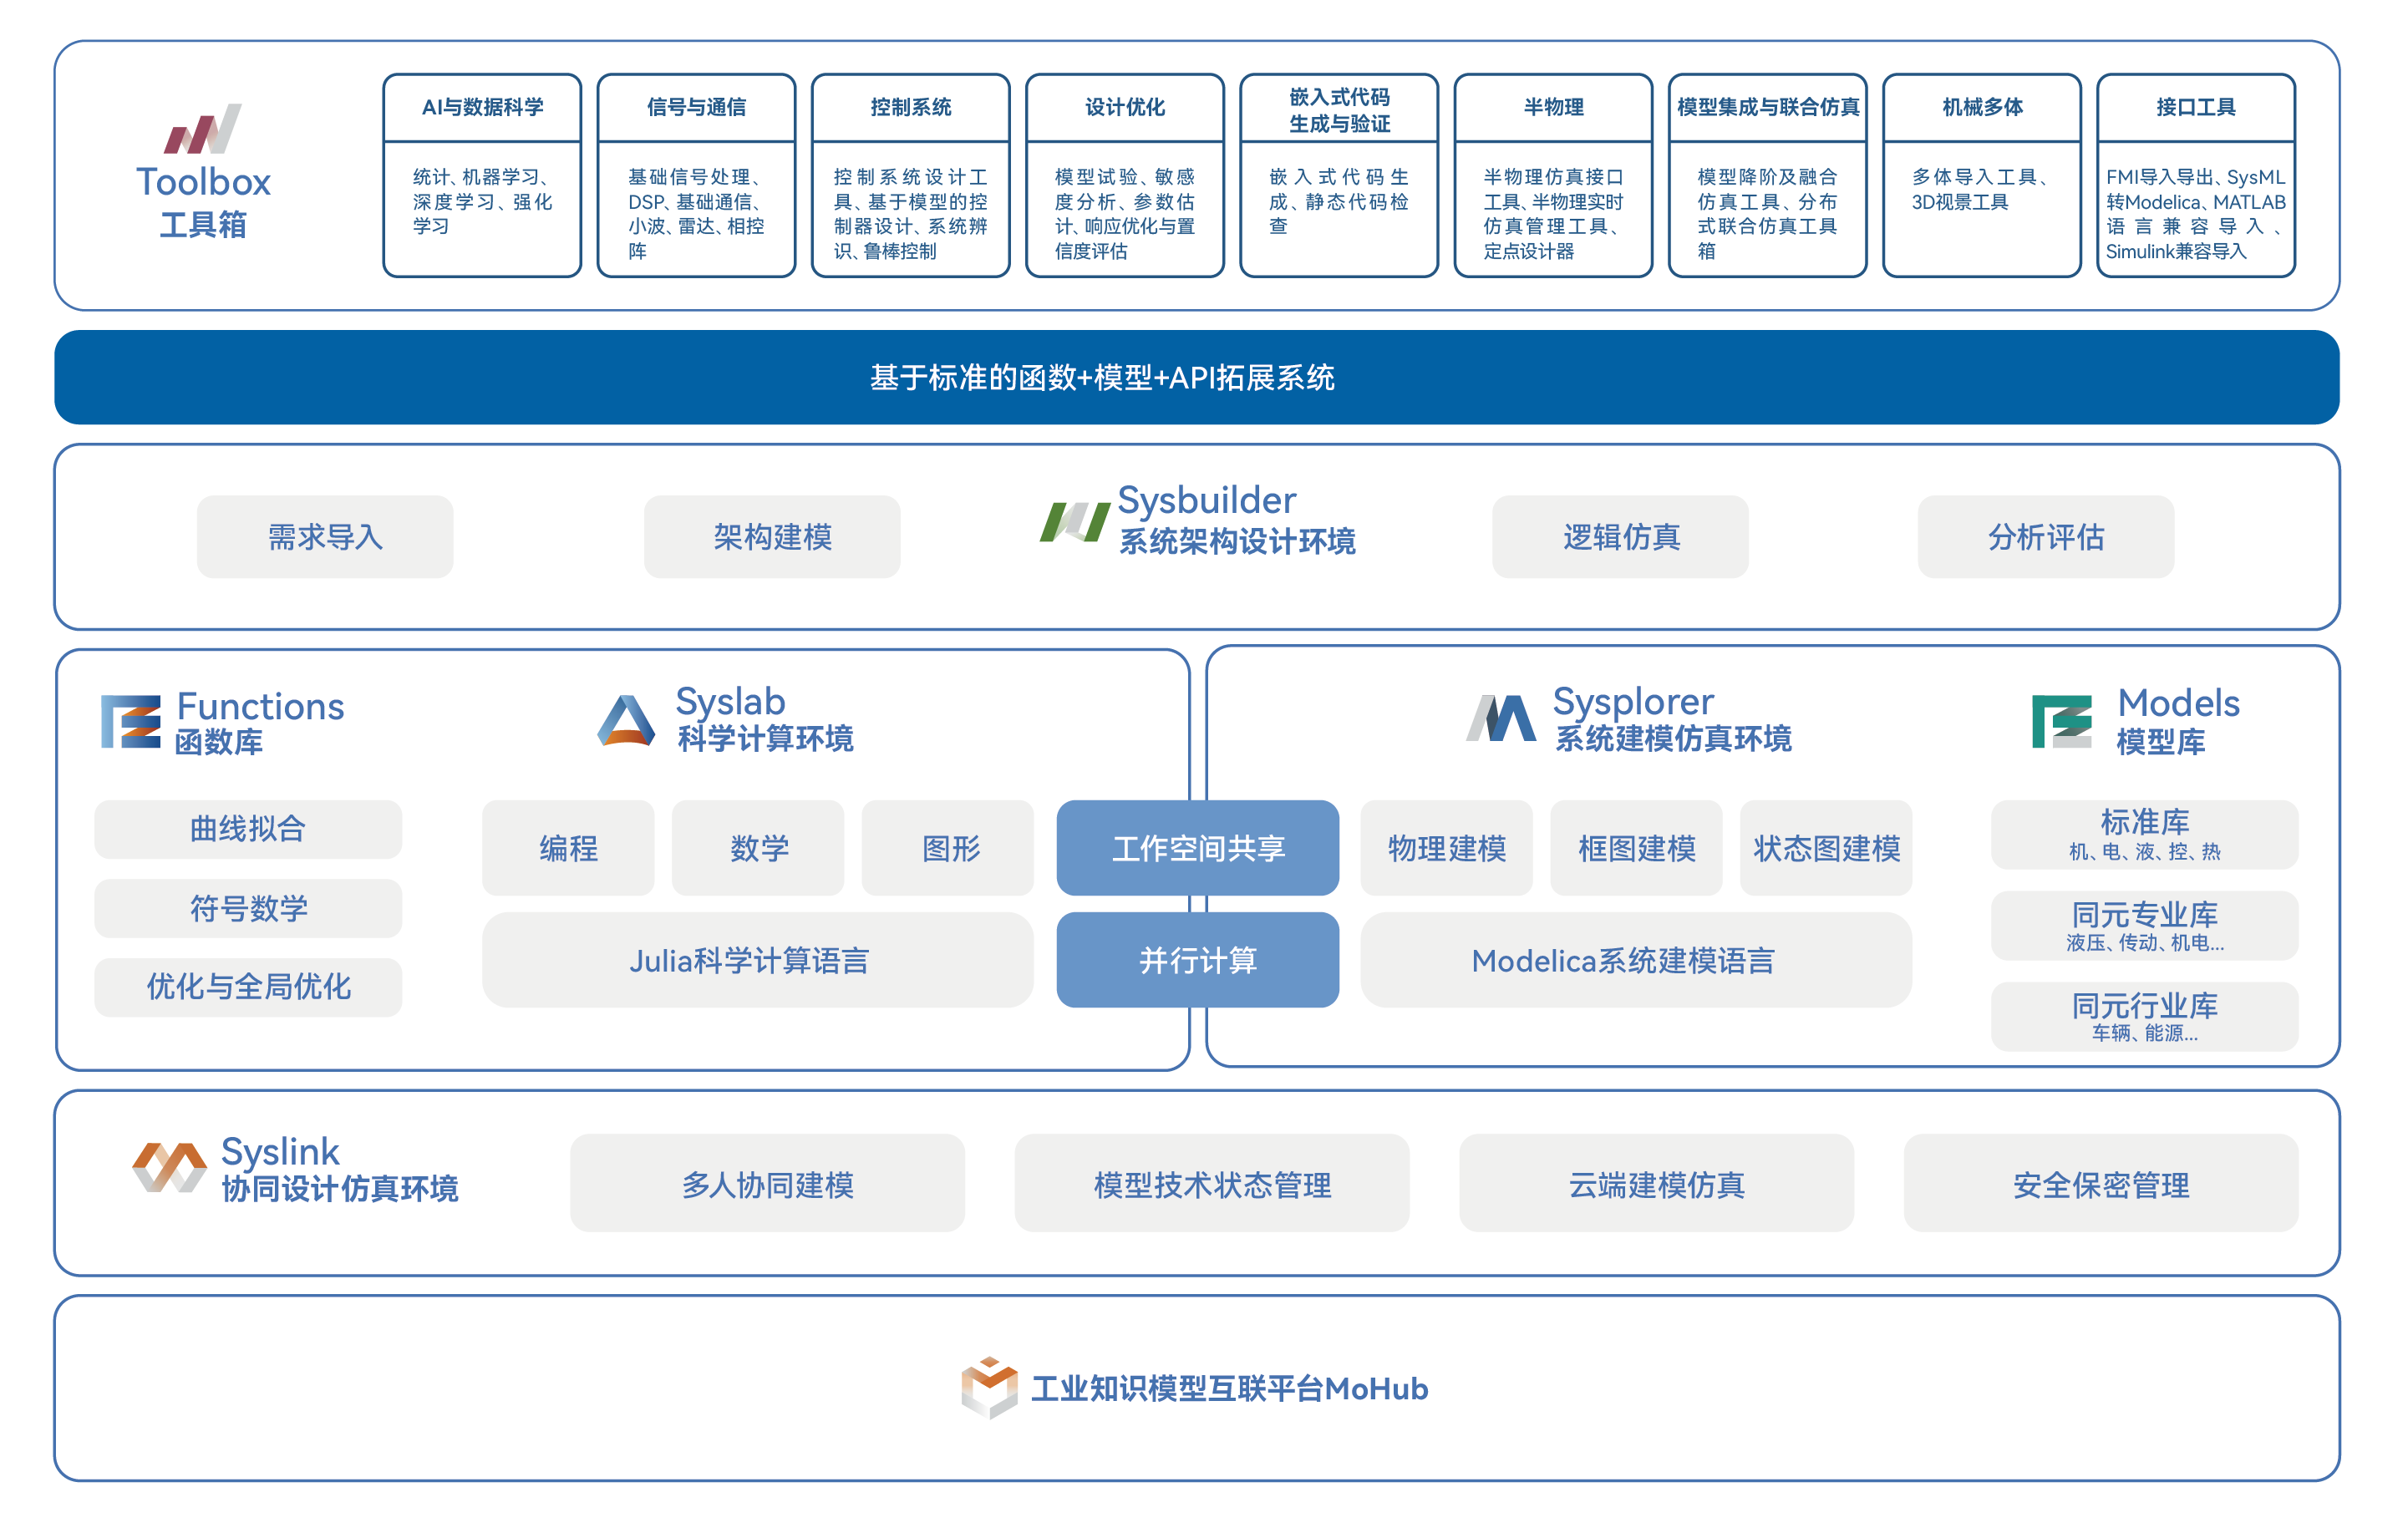 Toolbox
工具箱
AI与数据科学
统计、机器学习、
深度学习、强化
学习
信号与通信
基础信号处理、
DSP、基础通信、
小波、雷达、相控
阵
控制系统
控制系统设计工
具、基于模型的控
制器设计、系统辨
识、鲁棒控制
设计优化
模型试验、敏感
度分析、参数估
计、响应优化与置
信度评估
嵌入式代码
生成与验证
嵌入式代码生
成、静态代码检
查
半物理
半物理仿真接口
工具、半物理实时
仿真管理工具、
定点设计器
模型集成与联合仿真
模型降阶及融合
仿真工具、分布
式联合仿真工具
箱
机械多体
多体导入工具、
3D视景工具
接口工具
FMI导入导出、SysML
转Modelica、MATLAB
语言兼容导入、
Simulink兼容导入
基于标准的函数+模型+API拓展系统
需求导入
架构建模
Sysbuilder
系统架构设计环境
逻辑仿真
分析评估
Functions
函数库
曲线拟合
符号数学
优化与全局优化
Syslab
科学计算环境
编程
数学
图形
Julia科学计算语言
工作空间共享
并行计算
Sysplorer
系统建模仿真环境
物理建模
框图建模
状态图建模
Modelica系统建模语言
Models
模型库
标准库
机、电、液、控、热
同元专业库
液压、传动、机电...
同元行业库
车辆、能源...
Syslink
协同设计仿真环境
多人协同建模
模型技术状态管理
云端建模仿真
安全保密管理
工业知识模型互联平台MoHub